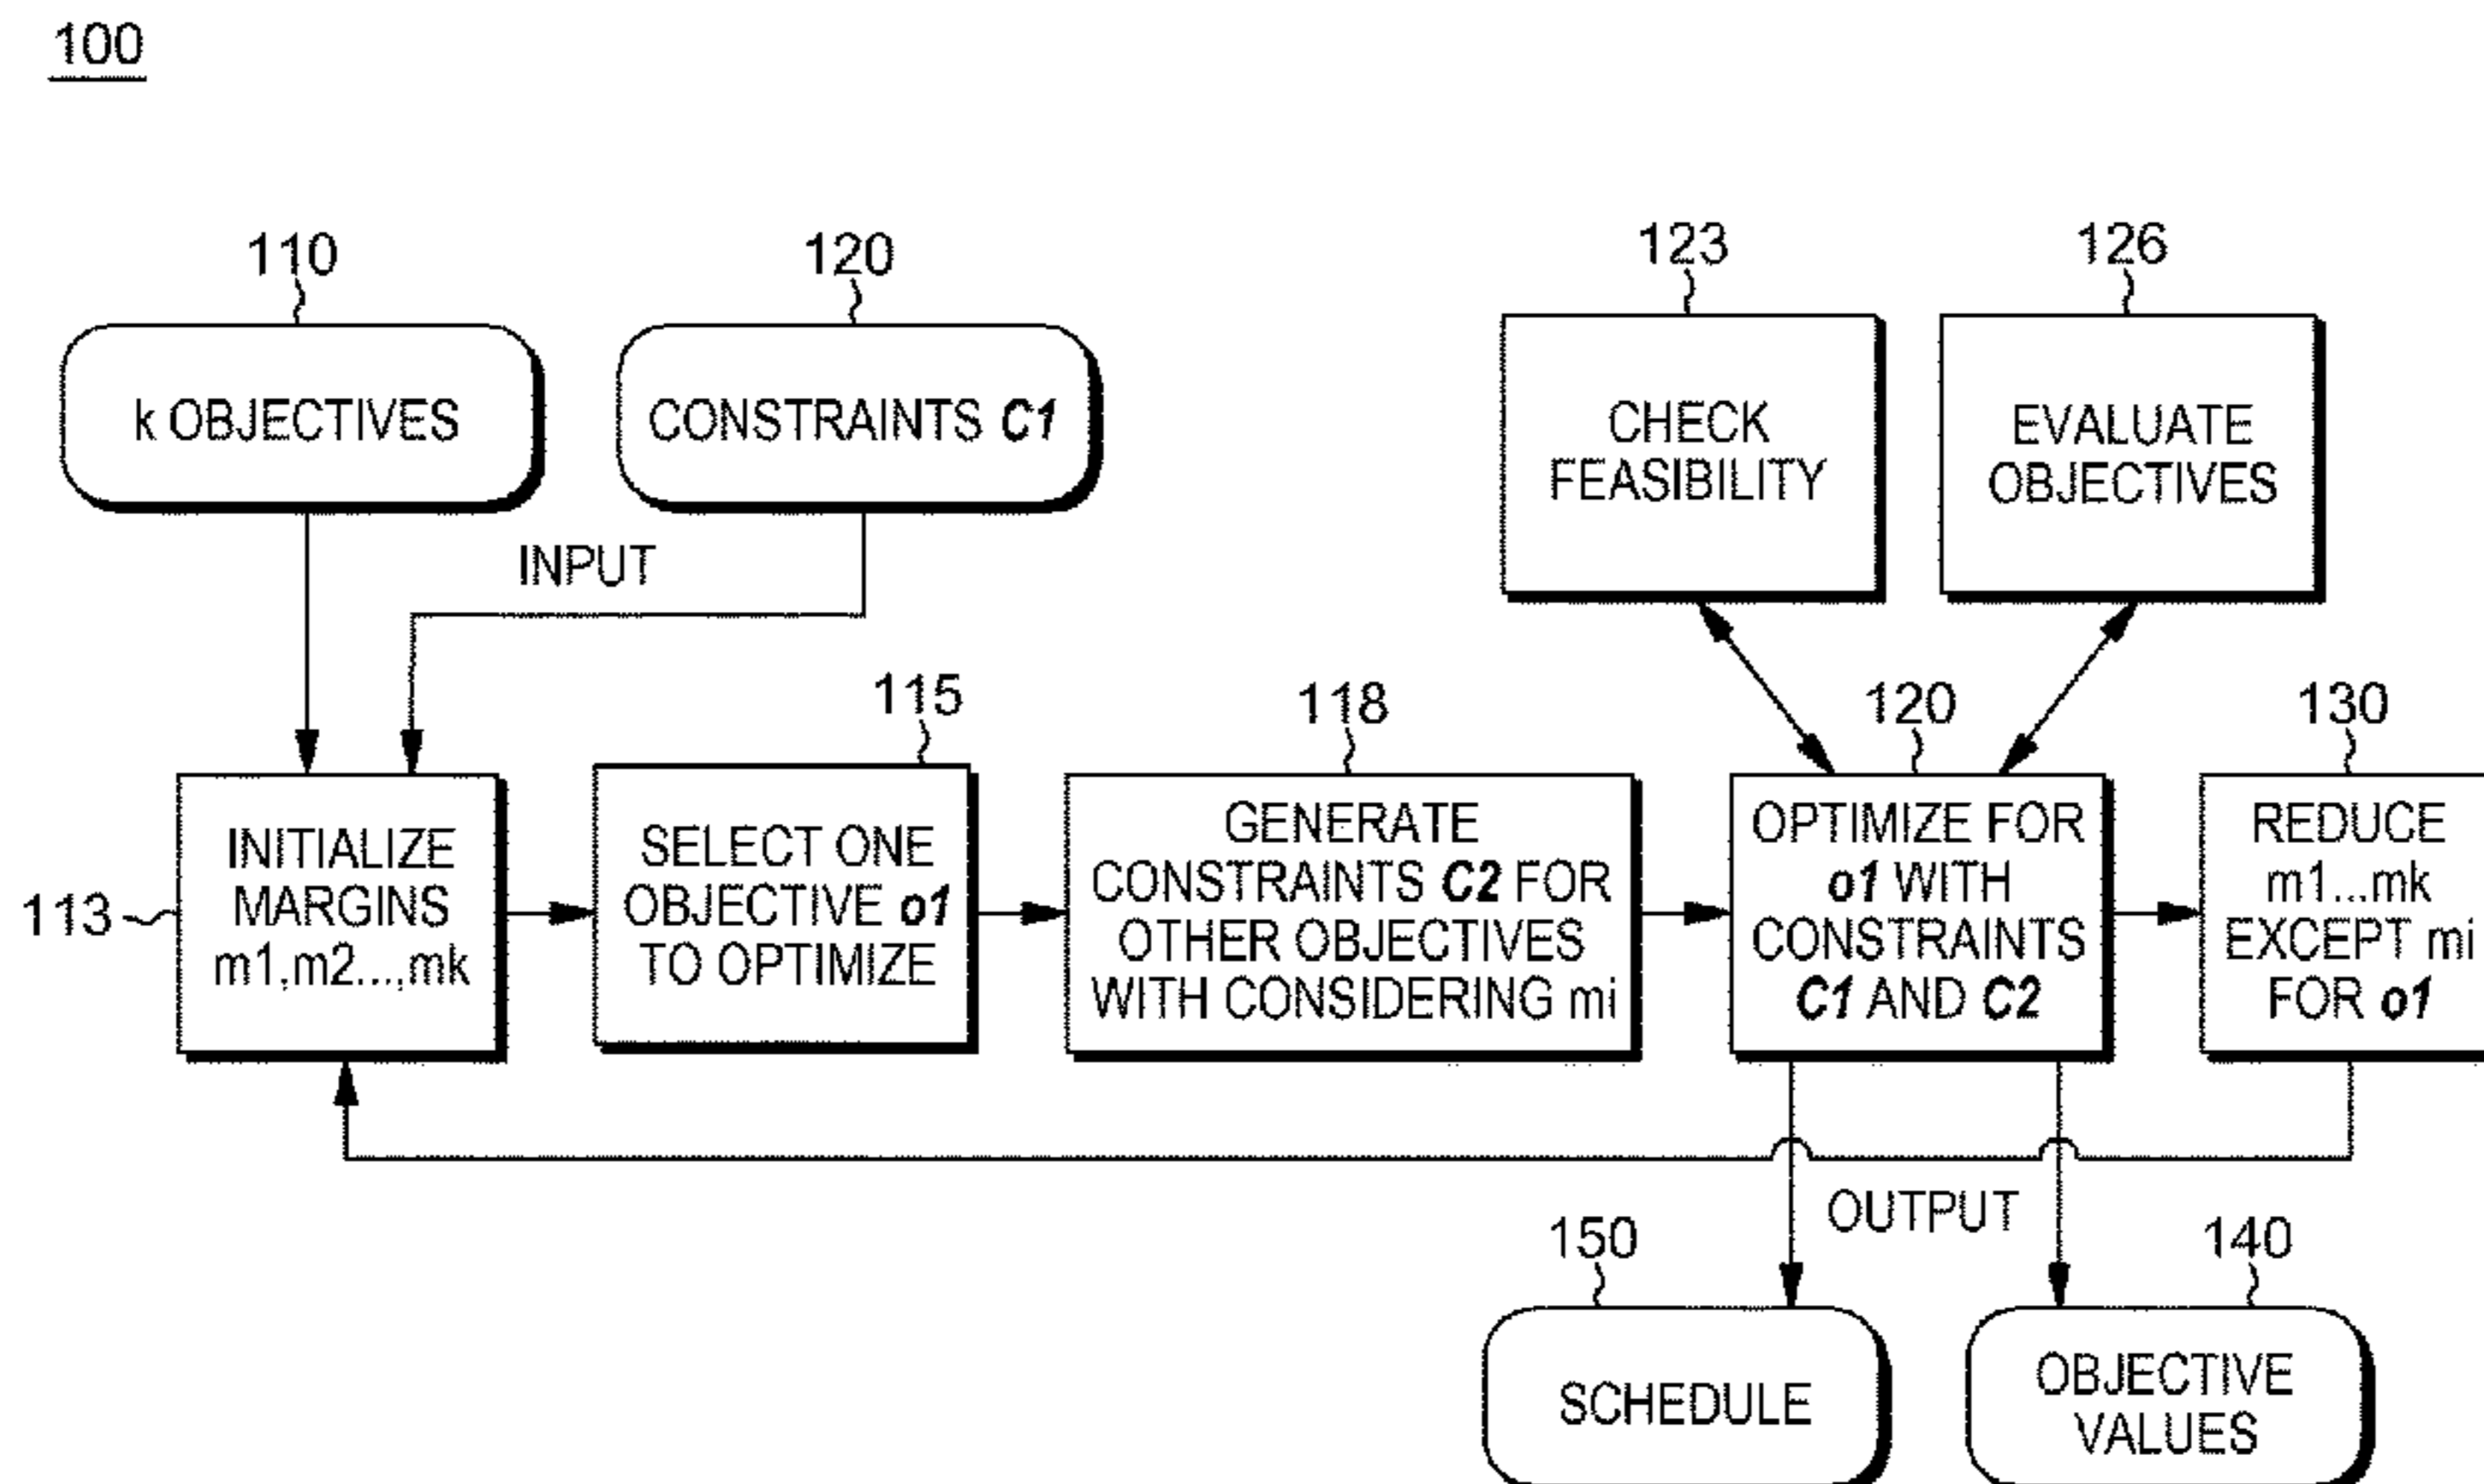 100
110
120
123
126
k OBJECTIVES
CONSTRAINTS C1
CHECK
FEASIBILITY
EVALUATE
OBJECTIVES
INPUT
115
118
120
130
113
INITIALIZE
MARGINS
m1,m2...,mk
SELECT ONE
OBJECTIVE o1
TO OPTIMIZE
GENERATE
CONSTRAINTS C2 FOR
OTHER OBJECTIVES
WITH CONSIDERING mi
OPTIMIZE FOR
o1 WITH
CONSTRAINTS
C1 AND C2
REDUCE
m1...mk
EXCEPT mi
FOR o1
OUTPUT
150
140
SCHEDULE
OBJECTIVE
VALUES